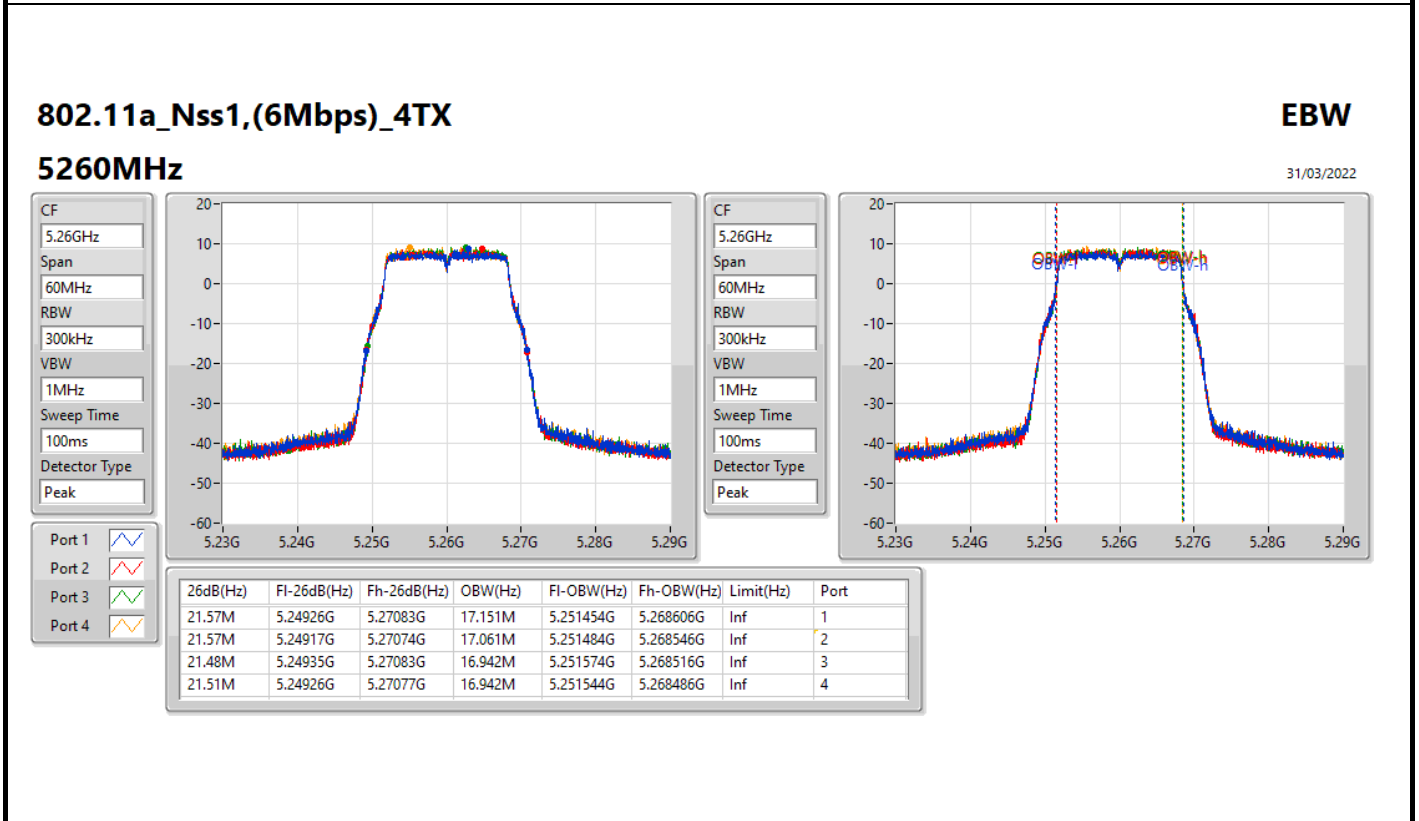 802.11a_Nss1,(6Mbps)_4TX
EBW
5260MHz
31/03/2022
CF
5.26GHz
Span
60MHz
RBW
300kHz
VBW
1MHz
Sweep Time
100ms
Detector Type
Peak
20
10
0
-10
-20
-30
-40
-50
-60
5.23G 5.24G 5.25G 5.26G 5.27G 5.28G 5.29G
CF
5.26GHz
Span
60MHz
RBW
300kHz
VBW
1MHz
Sweep Time
100ms
Detector Type
Peak
20
10
0
-10
-20
-30
-40
-50
-60
OBW-l
OBW-h
5.23G 5.24G 5.25G 5.26G 5.27G 5.28G 5.29G
Port 1
Port 2
Port 3
Port 4
26dB(Hz) Fl-26dB(Hz) Fh-26dB(Hz) OBW(Hz) Fl-OBW(Hz) Fh-OBW(Hz) Limit(Hz) Port
21.57M 5.24926G 5.27083G 17.151M 5.251454G 5.268606G Inf 1
21.57M 5.24917G 5.27074G 17.061M 5.251484G 5.268546G Inf 2
21.48M 5.24935G 5.27083G 16.942M 5.251574G 5.268516G Inf 3
21.51M 5.24926G 5.27077G 16.942M 5.251544G 5.268486G Inf 4